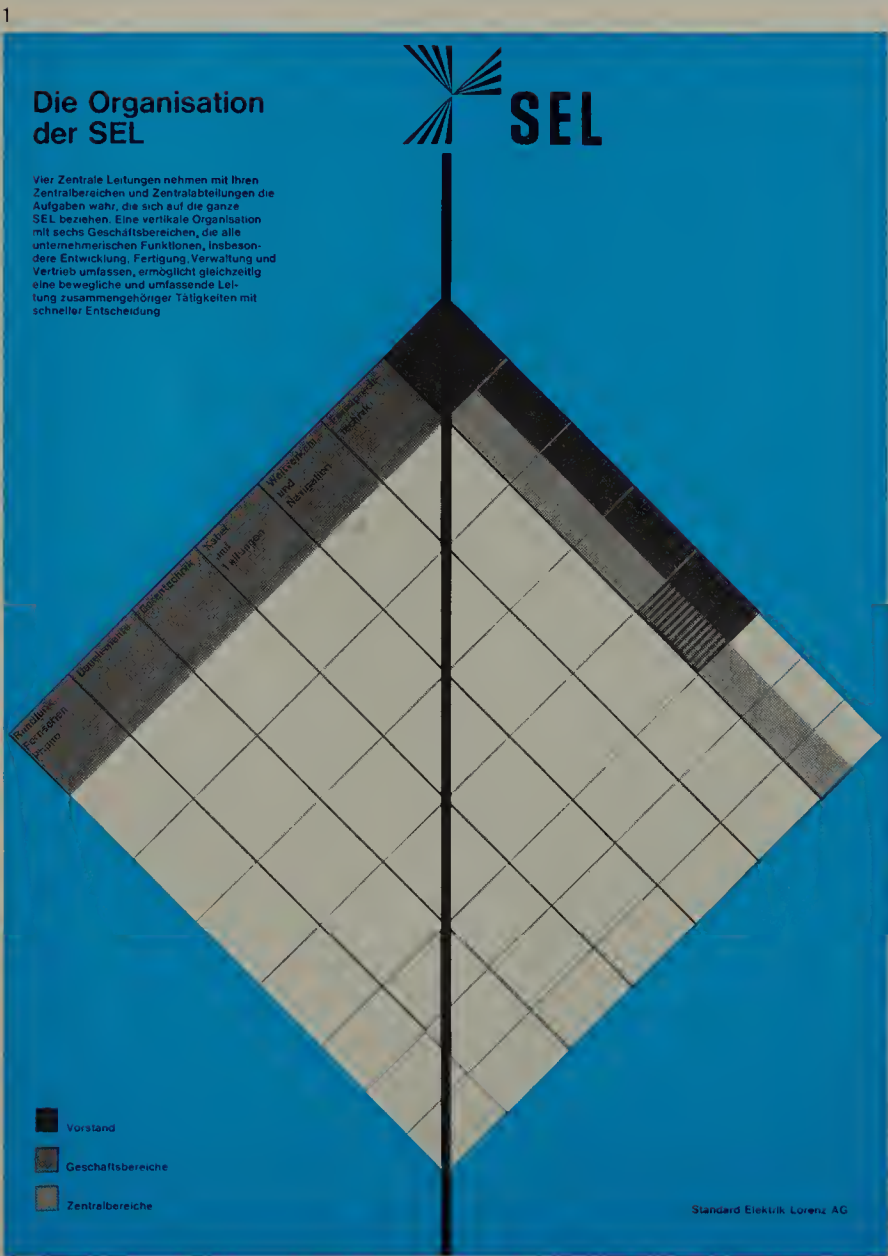 1
SEL
Die Organisation
der SEL
Vier Zentrale Leitungen nehmen mit Ihren
Zentralbereichen und Zentralabteilungen die
Aufgaben wahr, die sich auf die ganze
SEL beziehen. Eine vertikale Organisation
mit sechs Geschäftsbereichen, die alle
unternehmerischen Funktionen, insbeson-
dere Entwicklung, Fertigung, Verwaltung und
Vertrieb umfassen, ermöglicht gleichzeitig
eine bewegliche und umfassende Lei-
tung zusammengehöriger Tätigkeiten mit
schneller Entscheidung
Rundfunk
Fernsehen
Bauelemente
Datentechnik
Kabel
und
Leitungen
Weitverkehr
und
Navigation
technik
Vorstand
Geschäftsbereiche
Zentralbereiche
Standard Elektrik Lorenz AG